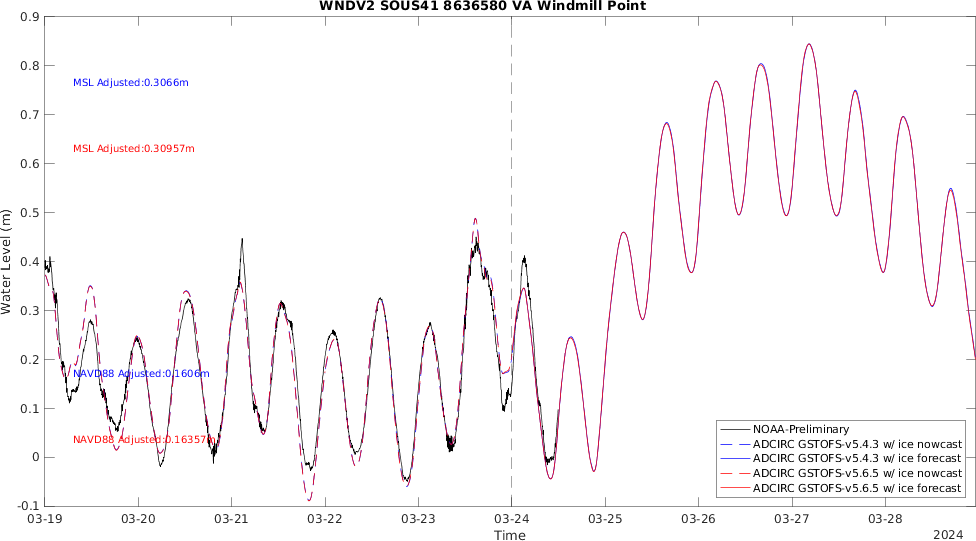 WNDV2 SOUS41 8636580 VA Windmill Point
0.9
0.8
0.7
0.6
0.5
0.4
0.3
0.2
0.1
0
-0.1
Water Level (m)
MSL Adjusted:0.3066m
MSL Adjusted:0.30957m
NAVD88 Adjusted:0.1606m
NAVD88 Adjusted:0.16357m
NOAA-Preliminary
ADCIRC GSTOFS-v5.4.3 w/ ice nowcast
ADCIRC GSTOFS-v5.4.3 w/ ice forecast
ADCIRC GSTOFS-v5.6.5 w/ ice nowcast
ADCIRC GSTOFS-v5.6.5 w/ ice forecast
03-19 03-20 03-21 03-22 03-23 03-24 03-25 03-26 03-27 03-28
Time
2024